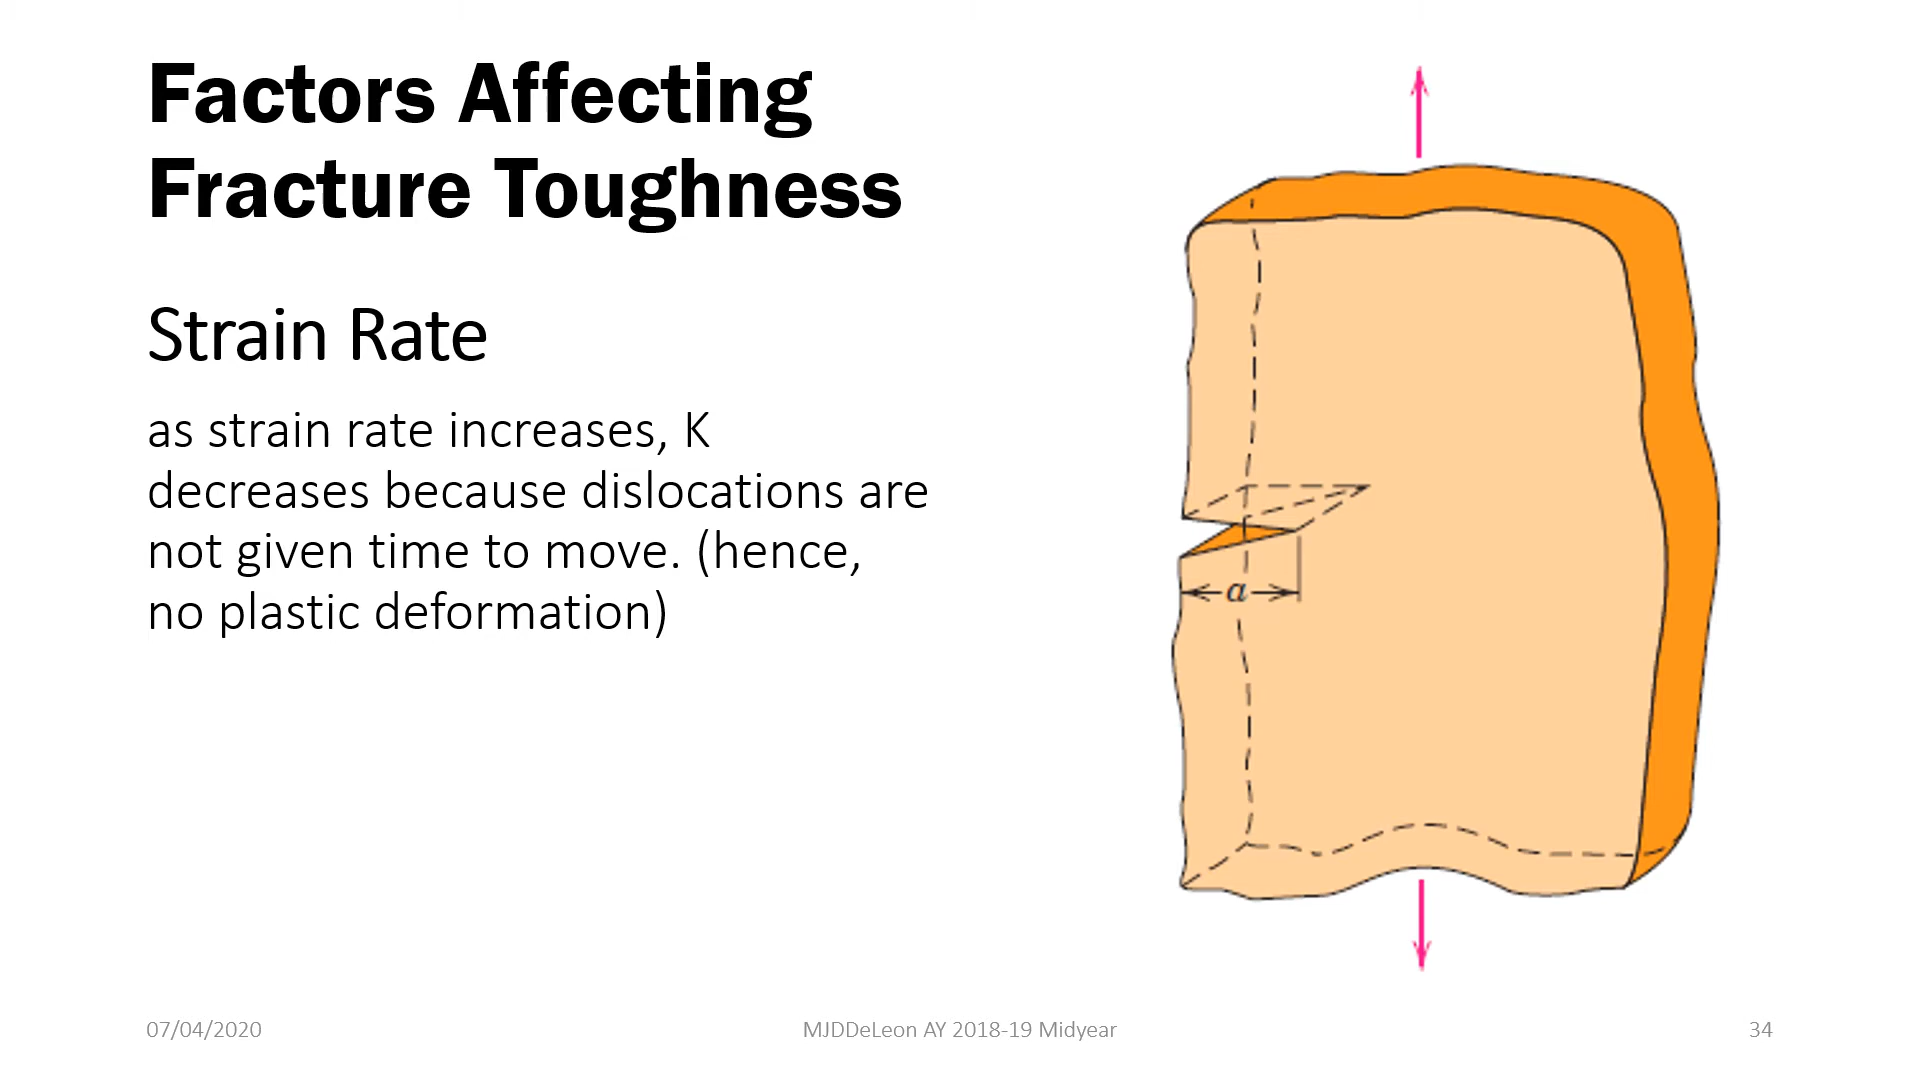 Factors Affecting
Fracture Toughness
Strain Rate
as strain rate increases, K
decreases because dislocations are
not given time to move. (hence,
no plastic deformation)
a
07/04/2020
MJDDeLeon AY 2018-19 Midyear
34